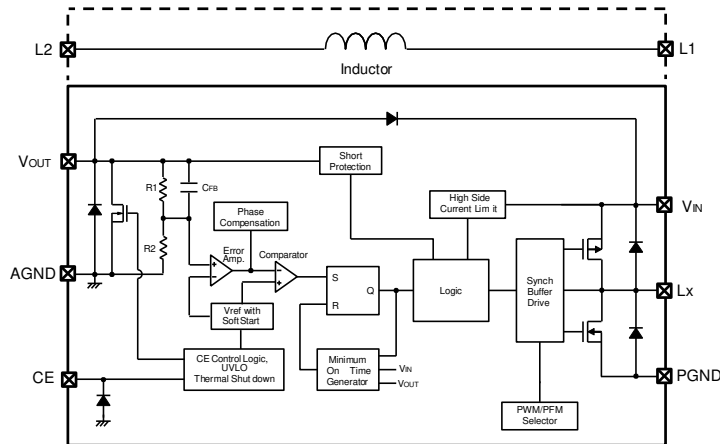 L2
L1
Inductor
VOUT
R1
CFB
Short
Protection
Phase
Compensation
High Side
Current Lim it
VIN
R2
Error
Amp.
Comparator
AGND
S
R
Q
Logic
Synch
Buffer
Drive
Lx
Vref with
Soft Start
CE
CE Control Logic,
UVLO
Thermal Shut down
Minimum
On Time
Generator
VIN
VOUT
PWM/PFM
Selector
PGND